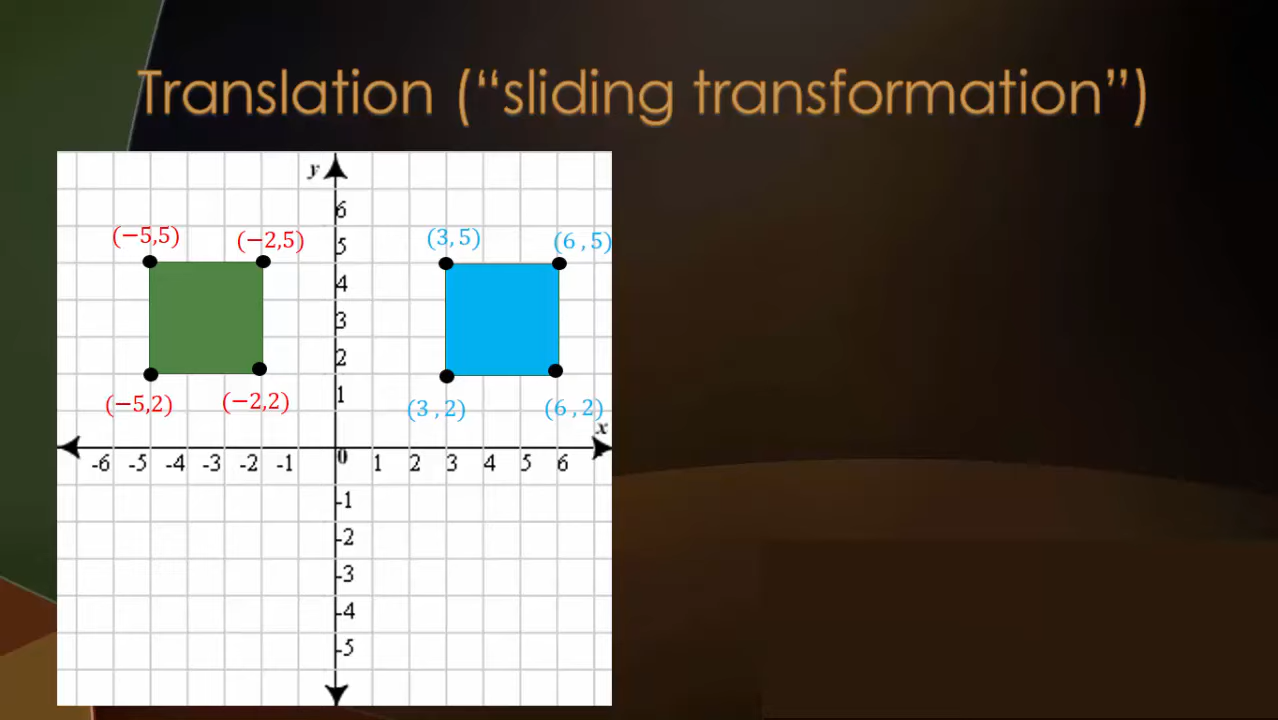 Translation (“sliding transformation”)
y
6
(−5,5) (−2,5) 5 (3,5) (6 ,5)
4
3
2
1
(−5,2) (−2,2) (3 ,2) (6 ,2)
x
-6 -5 -4 -3 -2 -1 0 1 2 3 4 5 6
-1
-2
-3
-4
-5